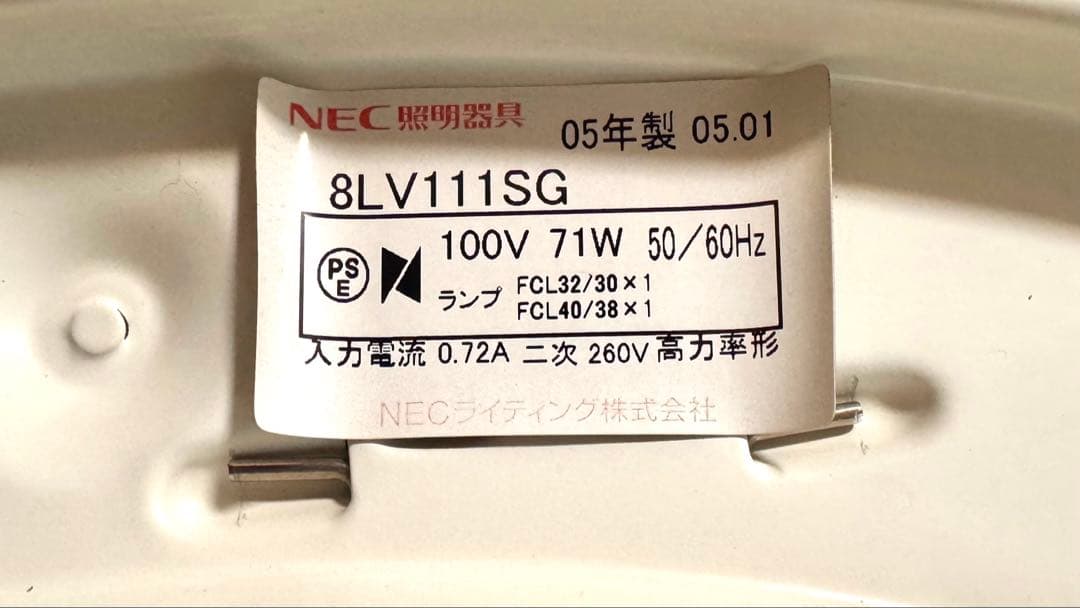 NEC照明器具
05年製 05.01
8LV111SG
PS
E
100V 71W 50/60Hz
ランプ FCL32/30×1
FCL40/38×1
入力電流 0.72A 二次 260V 高力率形
NECライティング株式会社